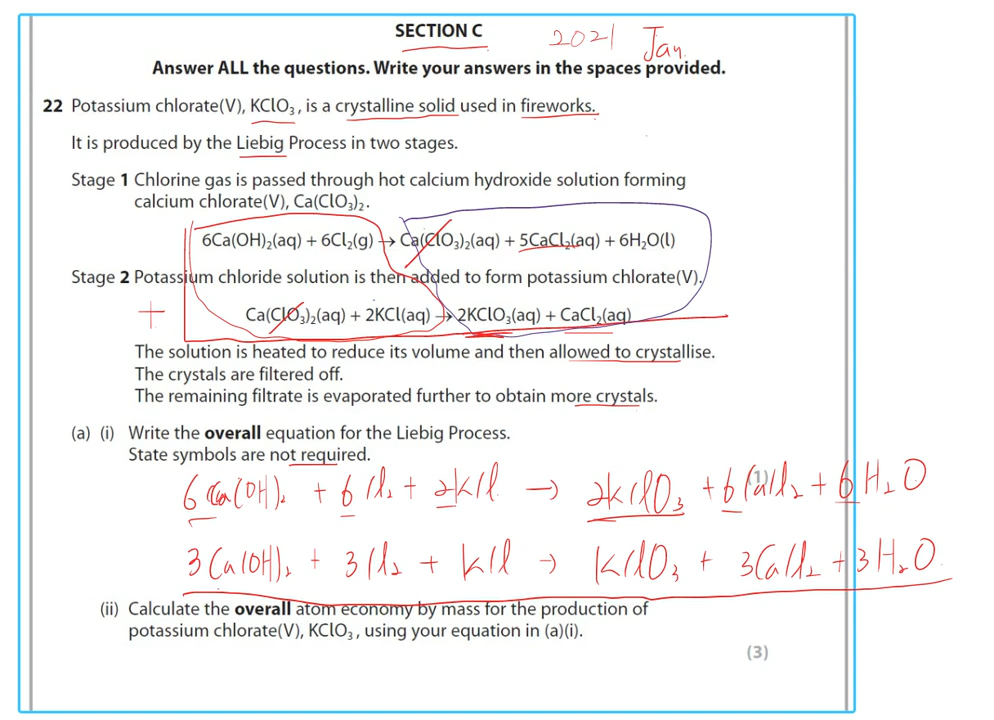 SECTION C
2021 Jan.
Answer ALL the questions. Write your answers in the spaces provided.
22 Potassium chlorate(V), KClO₃, is a crystalline solid used in fireworks.
It is produced by the Liebig Process in two stages.
Stage 1 Chlorine gas is passed through hot calcium hydroxide solution forming
calcium chlorate(V), Ca(ClO₃)₂.
6Ca(OH)₂(aq) + 6Cl₂(g) → Ca(ClO₃)₂(aq) + 5CaCl₂(aq) + 6H₂O(l)
Stage 2 Potassium chloride solution is then added to form potassium chlorate(V).
+ Ca(ClO₃)₂(aq) + 2KCl(aq) → 2KClO₃(aq) + CaCl₂(aq)
The solution is heated to reduce its volume and then allowed to crystallise.
The crystals are filtered off.
The remaining filtrate is evaporated further to obtain more crystals.
(a) (i) Write the overall equation for the Liebig Process.
State symbols are not required.
(1)
6Ca(OH)₂ + 6Cl₂ + 2KCl → 2KClO₃ + 6CaCl₂ + 6H₂O
3Ca(OH)₂ + 3Cl₂ + KCl → KClO₃ + 3CaCl₂ + 3H₂O
(ii) Calculate the overall atom economy by mass for the production of
potassium chlorate(V), KClO₃, using your equation in (a)(i).
(3)